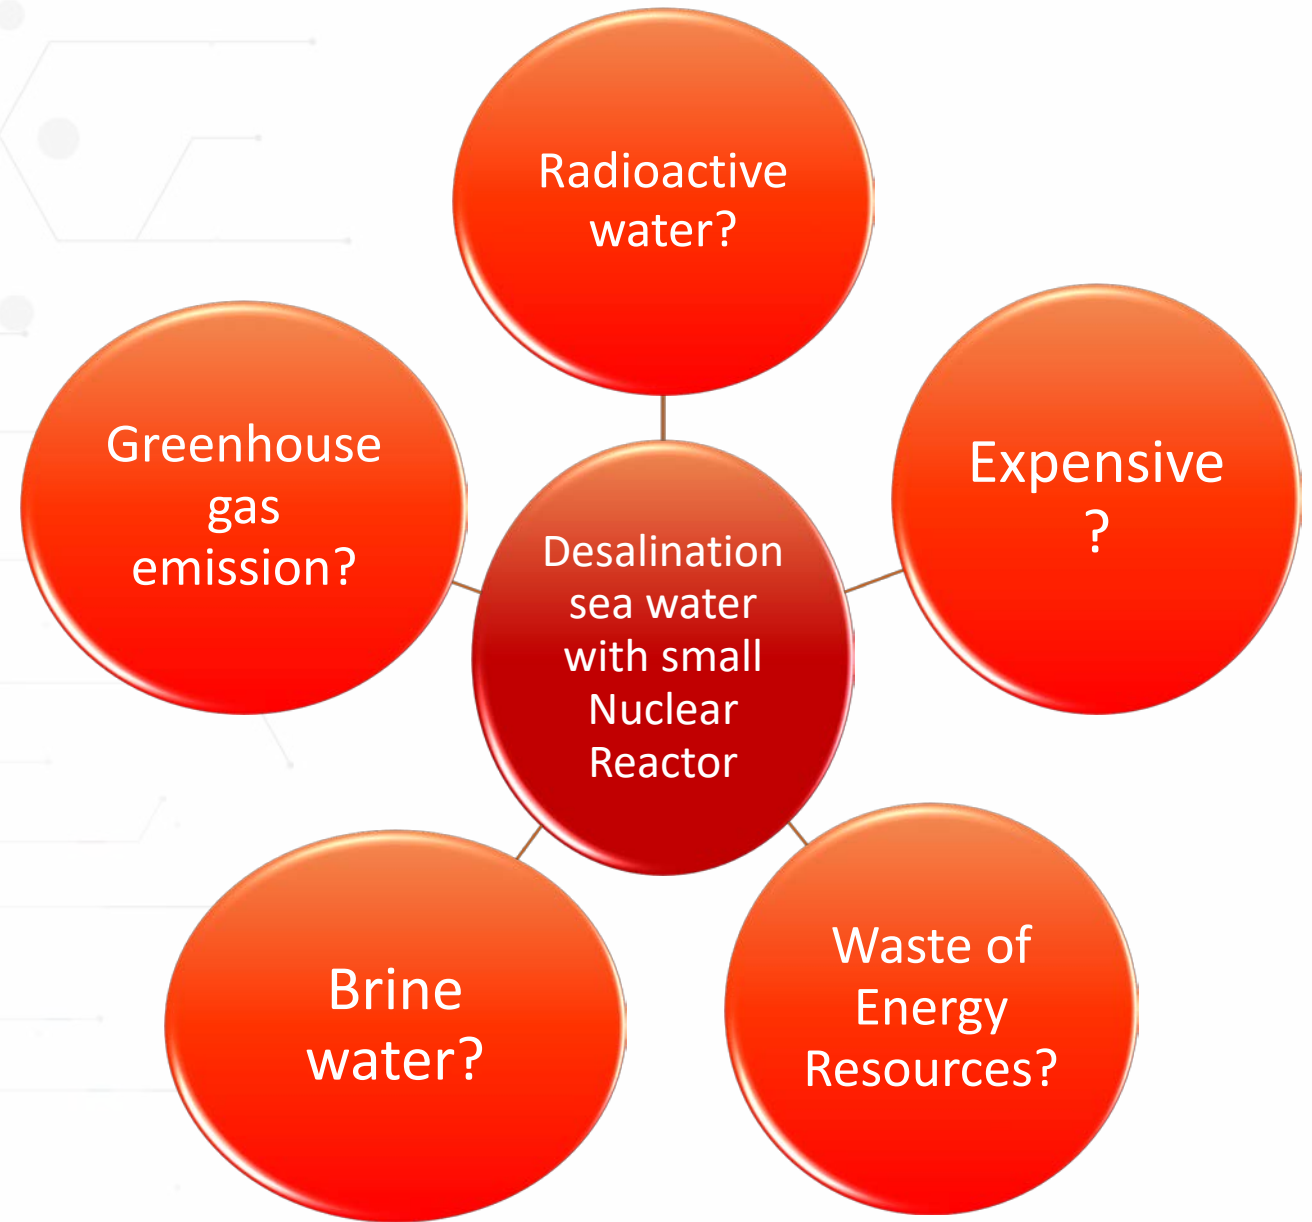 Radioactive
water?
Expensive
?
Greenhouse
gas
emission?
Desalination
sea water
with small
Nuclear
Reactor
Waste of
Energy
Resources?
Brine
water?